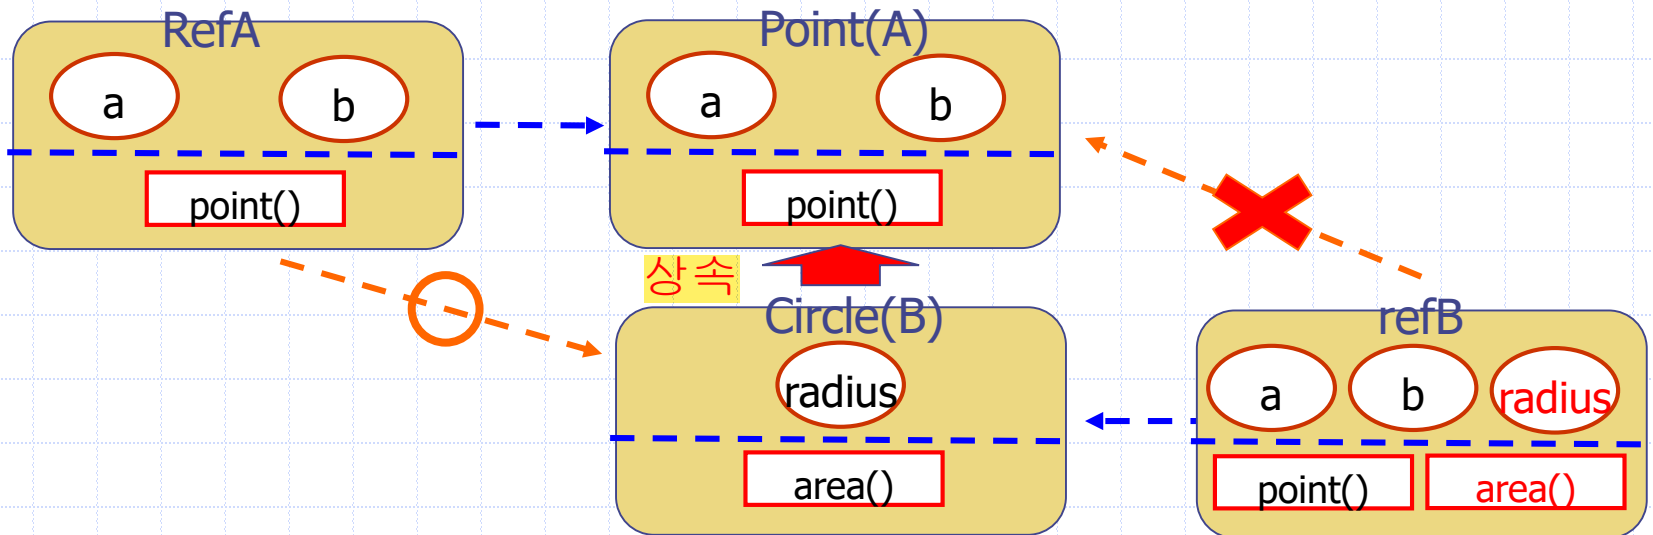 RefA
a
b
point()
Point(A)
a
b
point()
상속
Circle(B)
radius
area()
refB
a
b
radius
point()
area()